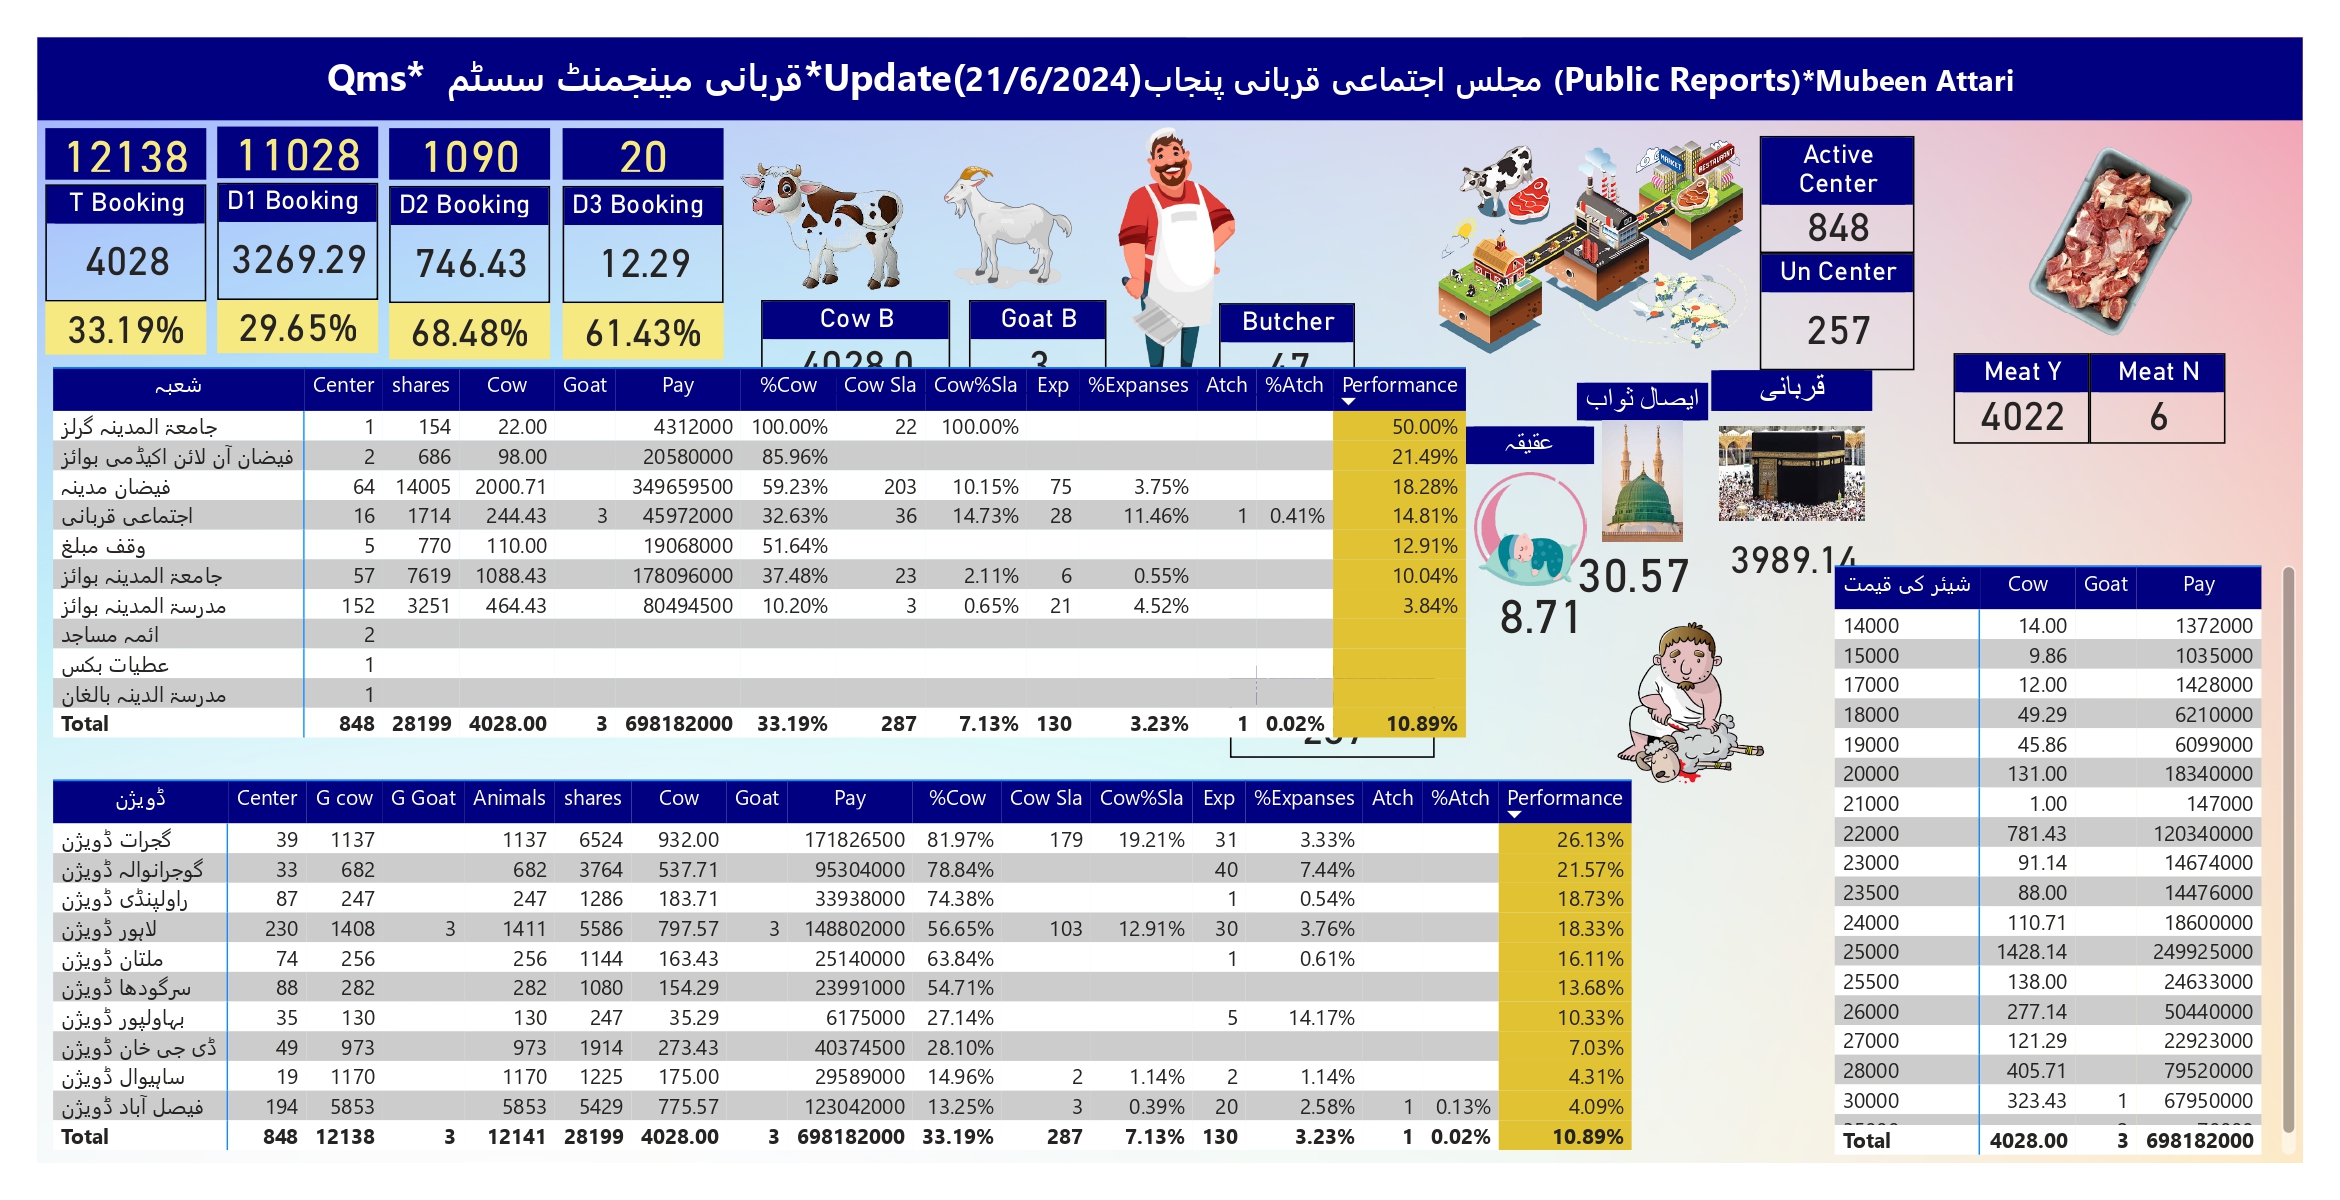 Qms* قربانی مینجمنٹ سسٹم*Update(21/6/2024)مجلس اجتماعی قربانی پنجاب (Public Reports)*Mubeen Attari
12138 11028 1090 20
T Booking D1 Booking D2 Booking D3 Booking
4028 3269.29 746.43 12.29
33.19% 29.65% 68.48% 61.43%
Cow B Goat B Butcher
4028.0 3 47
MARKET RESTAURANT
Active Center
848
Un Center
257
Meat Y Meat N
4022 6
شعبہ Center shares Cow Goat Pay %Cow Cow Sla Cow%Sla Exp %Expanses Atch %Atch Performance
جامعۃ المدینہ گرلز 1 154 22.00 4312000 100.00% 22 100.00% 50.00%
فیضان آن لائن اکیڈمی بوائز 2 686 98.00 20580000 85.96% 21.49%
فیضان مدینہ 64 14005 2000.71 349659500 59.23% 203 10.15% 75 3.75% 18.28%
اجتماعی قربانی 16 1714 244.43 3 45972000 32.63% 36 14.73% 28 11.46% 1 0.41% 14.81%
وقف مبلغ 5 770 110.00 19068000 51.64% 12.91%
جامعۃ المدینہ بوائز 57 7619 1088.43 178096000 37.48% 23 2.11% 6 0.55% 10.04%
مدرسۃ المدینہ بوائز 152 3251 464.43 80494500 10.20% 3 0.65% 21 4.52% 3.84%
ائمہ مساجد 2
عطیات بکس 1
مدرسۃ الدینہ بالغان 1
Total 848 28199 4028.00 3 698182000 33.19% 287 7.13% 130 3.23% 1 0.02% 10.89%
عقیقہ ایصال ثواب قربانی
8.71 30.57 3989.14
ڈویژن Center G cow G Goat Animals shares Cow Goat Pay %Cow Cow Sla Cow%Sla Exp %Expanses Atch %Atch Performance
گجرات ڈویژن 39 1137 1137 6524 932.00 171826500 81.97% 179 19.21% 31 3.33% 26.13%
گوجرانوالہ ڈویژن 33 682 682 3764 537.71 95304000 78.84% 40 7.44% 21.57%
راولپنڈی ڈویژن 87 247 247 1286 183.71 33938000 74.38% 1 0.54% 18.73%
لاہور ڈویژن 230 1408 3 1411 5586 797.57 3 148802000 56.65% 103 12.91% 30 3.76% 18.33%
ملتان ڈویژن 74 256 256 1144 163.43 25140000 63.84% 1 0.61% 16.11%
سرگودھا ڈویژن 88 282 282 1080 154.29 23991000 54.71% 13.68%
بہاولپور ڈویژن 35 130 130 247 35.29 6175000 27.14% 5 14.17% 10.33%
ڈی جی خان ڈویژن 49 973 973 1914 273.43 40374500 28.10% 7.03%
ساہیوال ڈویژن 19 1170 1170 1225 175.00 29589000 14.96% 2 1.14% 2 1.14% 4.31%
فیصل آباد ڈویژن 194 5853 5853 5429 775.57 123042000 13.25% 3 0.39% 20 2.58% 1 0.13% 4.09%
Total 848 12138 3 12141 28199 4028.00 3 698182000 33.19% 287 7.13% 130 3.23% 1 0.02% 10.89%
شیئر کی قیمت Cow Goat Pay
14000 14.00 1372000
15000 9.86 1035000
17000 12.00 1428000
18000 49.29 6210000
19000 45.86 6099000
20000 131.00 18340000
21000 1.00 147000
22000 781.43 120340000
23000 91.14 14674000
23500 88.00 14476000
24000 110.71 18600000
25000 1428.14 249925000
25500 138.00 24633000
26000 277.14 50440000
27000 121.29 22923000
28000 405.71 79520000
30000 323.43 1 67950000
Total 4028.00 3 698182000